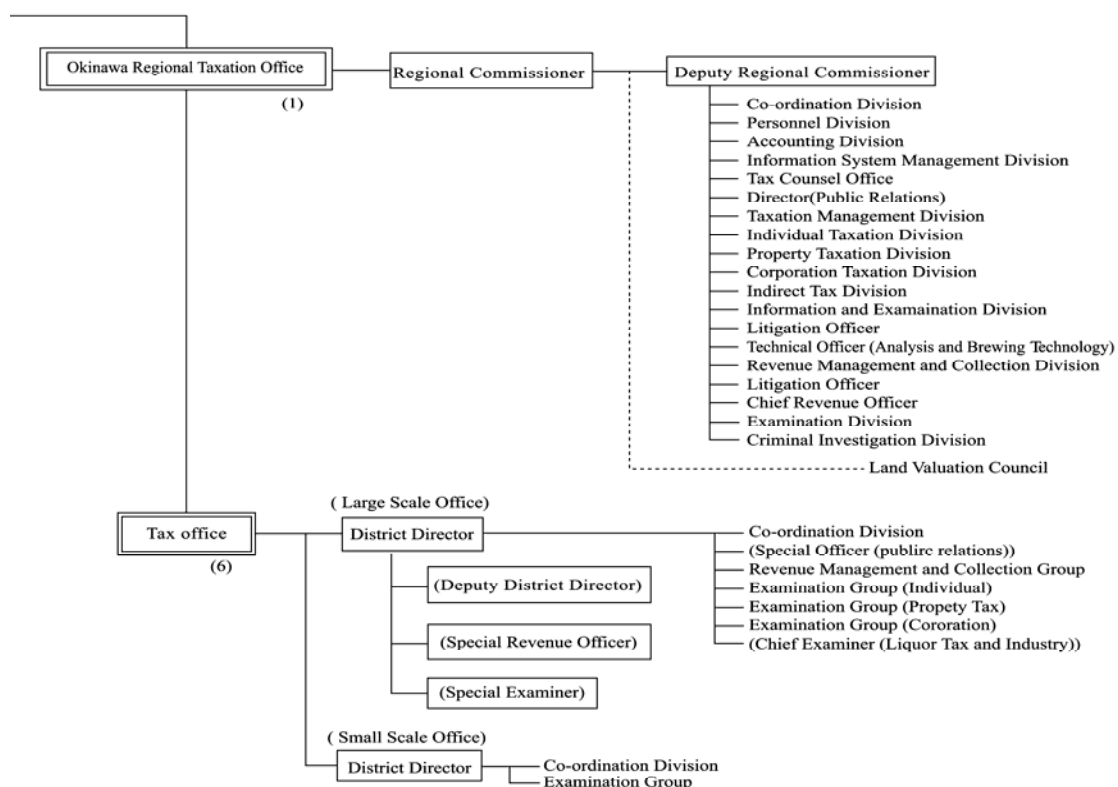 Okinawa Regional Taxation Office
(1)
Regional Commissioner
Deputy Regional Commissioner
Co-ordination Division
Personnel Division
Accounting Division
Information System Management Division
Tax Counsel Office
Director(Public Relations)
Taxation Management Division
Individual Taxation Division
Property Taxation Division
Corporation Taxation Division
Indirect Tax Division
Information and Examaination Division
Litigation Officer
Technical Officer (Analysis and Brewing Technology)
Revenue Management and Collection Division
Litigation Officer
Chief Revenue Officer
Examination Division
Criminal Investigation Division
Land Valuation Council
Tax office
(6)
( Large Scale Office)
District Director
(Deputy District Director)
(Special Revenue Officer)
(Special Examiner)
Co-ordination Division
(Special Officer (publirc relations))
Revenue Management and Collection Group
Examination Group (Individual)
Examination Group (Propety Tax)
Examination Group (Cororation)
(Chief Examiner (Liquor Tax and Industry))
( Small Scale Office)
District Director
Co-ordination Division
Examination Group